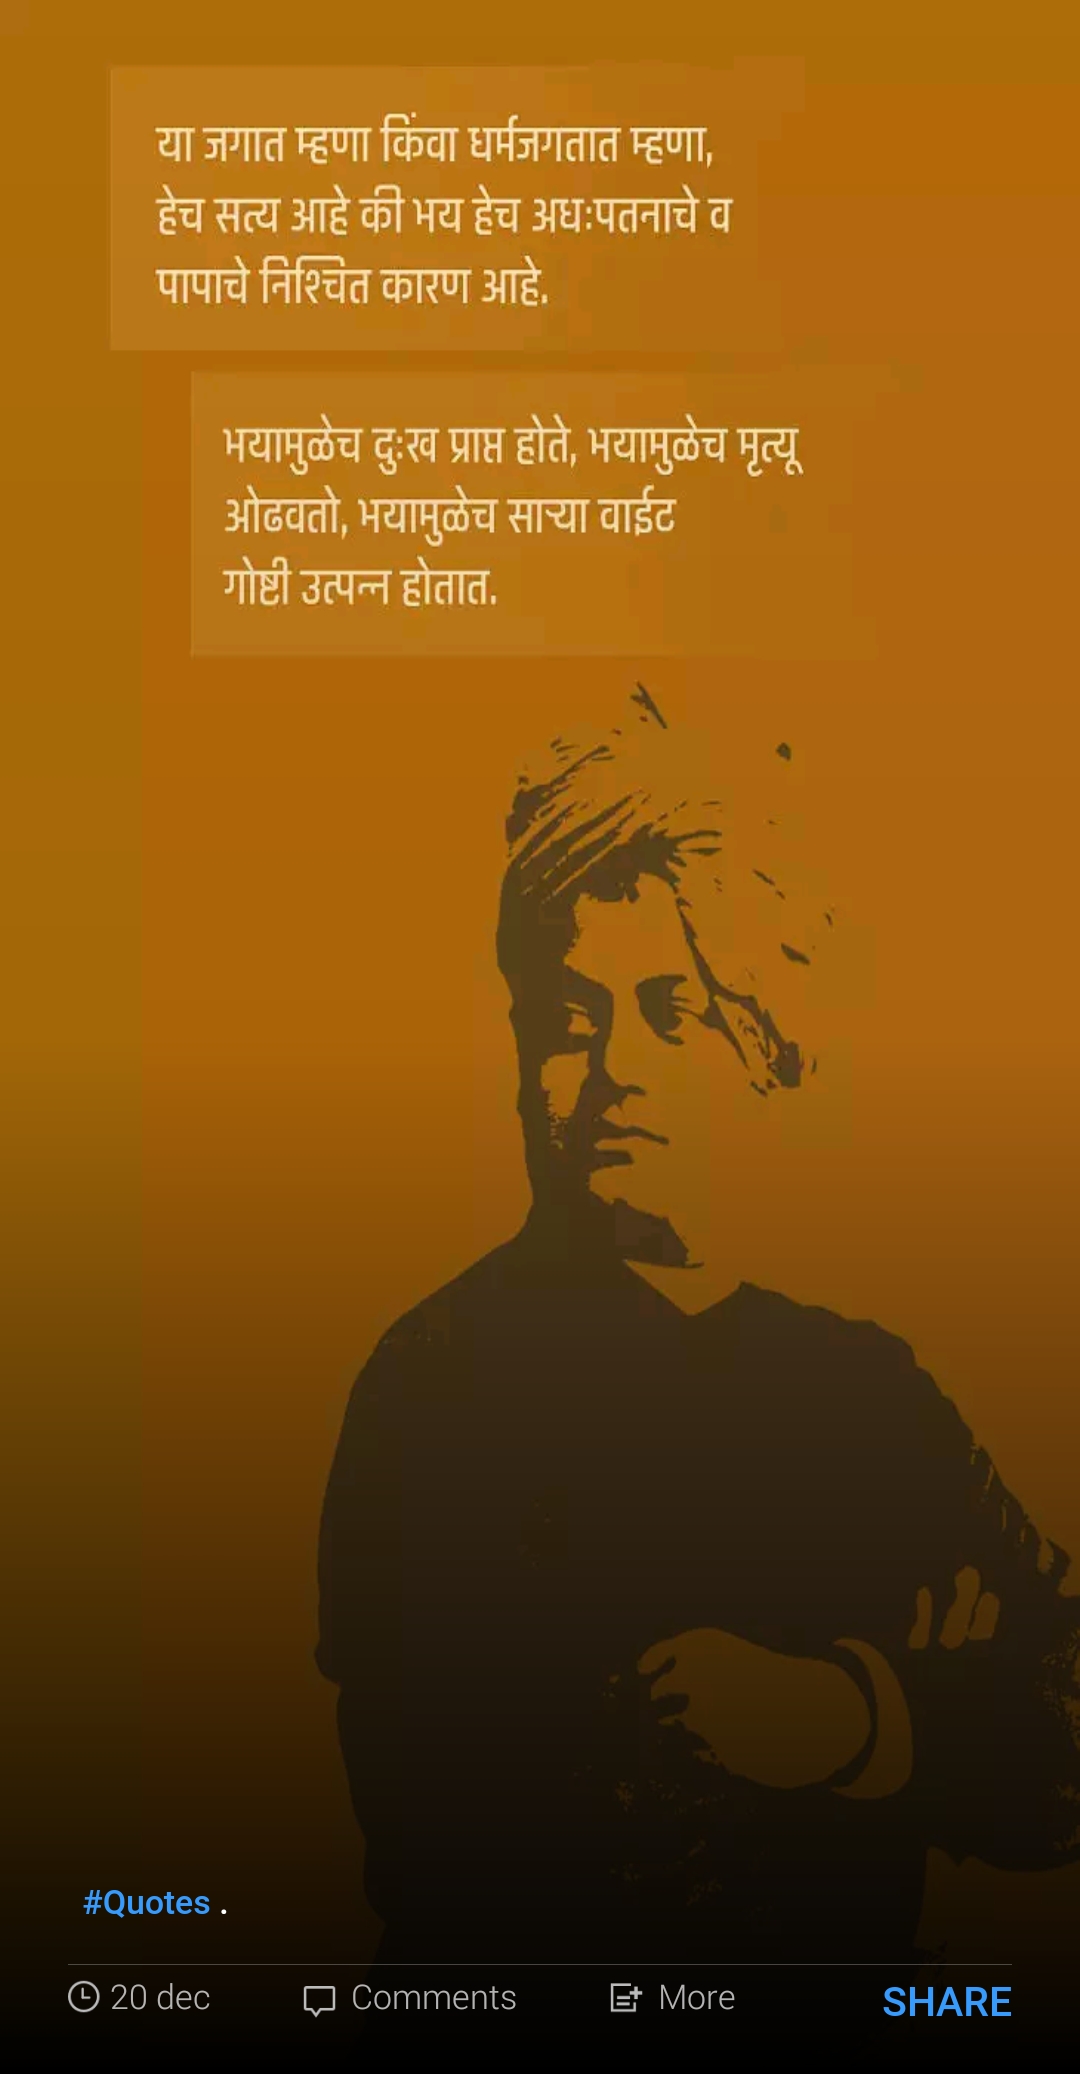 या जगात म्हणा किंवा धर्मजगतात म्हणा,
हेच सत्य आहे की भय हेच अधःपतनाचे व
पापाचे निश्चित कारण आहे.
भयामुळेच दुःख प्राप्त होते, भयामुळेच मृत्यू
ओढवतो, भयामुळेच साऱ्या वाईट
गोष्टी उत्पन्न होतात.
#Quotes .
20 dec Comments More SHARE